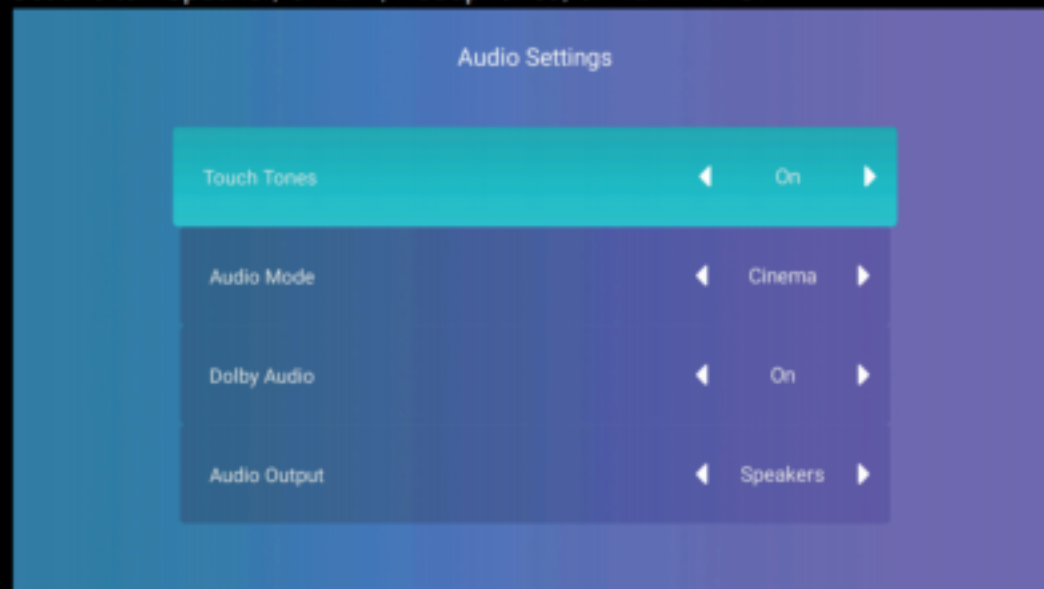 Audio Settings
Touch Tones On
Audio Mode Cinema
Dolby Audio On
Audio Output Speakers